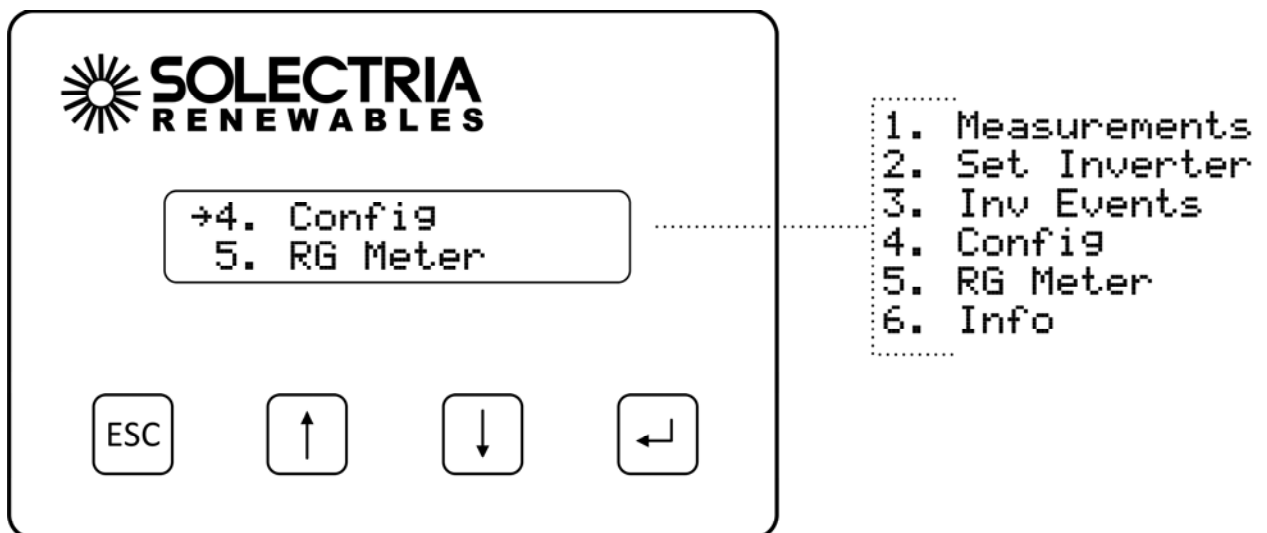 SOLECTRIA
RENEWABLES
→4. Config
5. RG Meter
ESC
↑
↓
↵
1. Measurements
2. Set Inverter
3. Inv Events
4. Config
5. RG Meter
6. Info